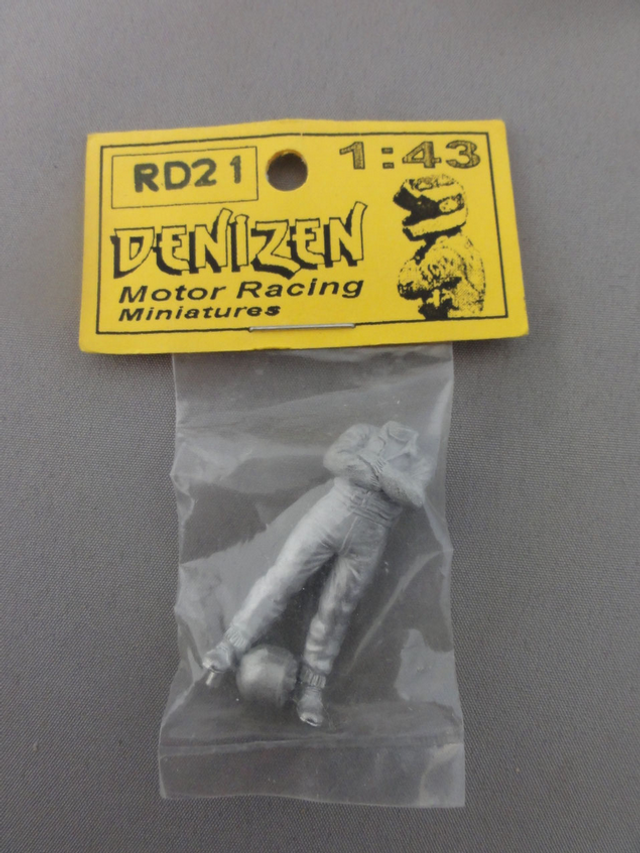 RD21
1:43
DENIZEN
Motor Racing
Miniatures